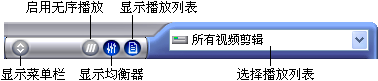 启用无序播放
显示播放列表
所有视频剪辑
显示菜单栏
显示均衡器
选择播放列表